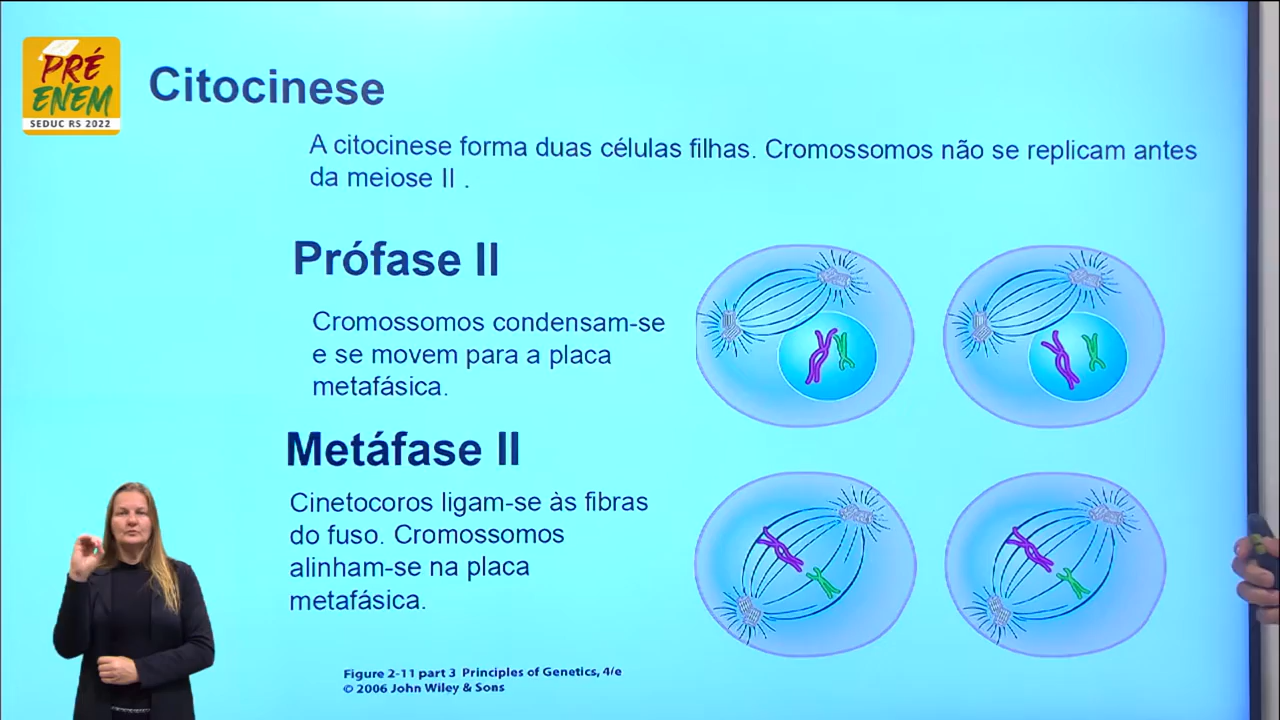 PRÉ
ENEM
SEDUC RS 2022
Citocinese
A citocinese forma duas células filhas. Cromossomos não se replicam antes
da meiose II .
Prófase II
Cromossomos condensam-se
e se movem para a placa
metafásica.
Metáfase II
Cinetocoros ligam-se às fibras
do fuso. Cromossomos
alinham-se na placa
metafásica.
Figure 2-11 part 3 Principles of Genetics, 4/e
© 2006 John Wiley & Sons